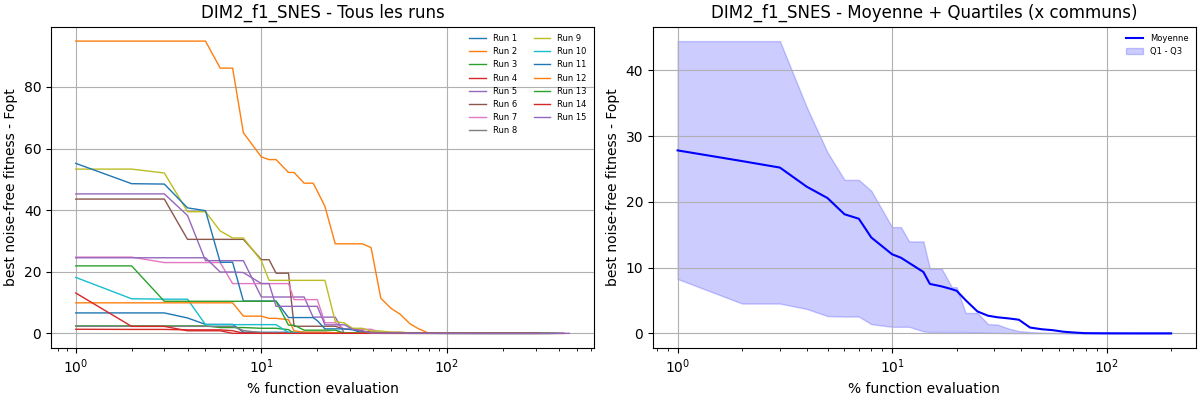 DIM2_f1_SNES - Tous les runs
best noise-free fitness - Fopt
80
60
40
20
0
10⁰
10¹
10²
% function evaluation
Run 1
Run 2
Run 3
Run 4
Run 5
Run 6
Run 7
Run 8
Run 9
Run 10
Run 11
Run 12
Run 13
Run 14
Run 15
DIM2_f1_SNES - Moyenne + Quartiles (x communs)
best noise-free fitness - Fopt
40
30
20
10
0
10⁰
10¹
10²
% function evaluation
Moyenne
Q1 - Q3